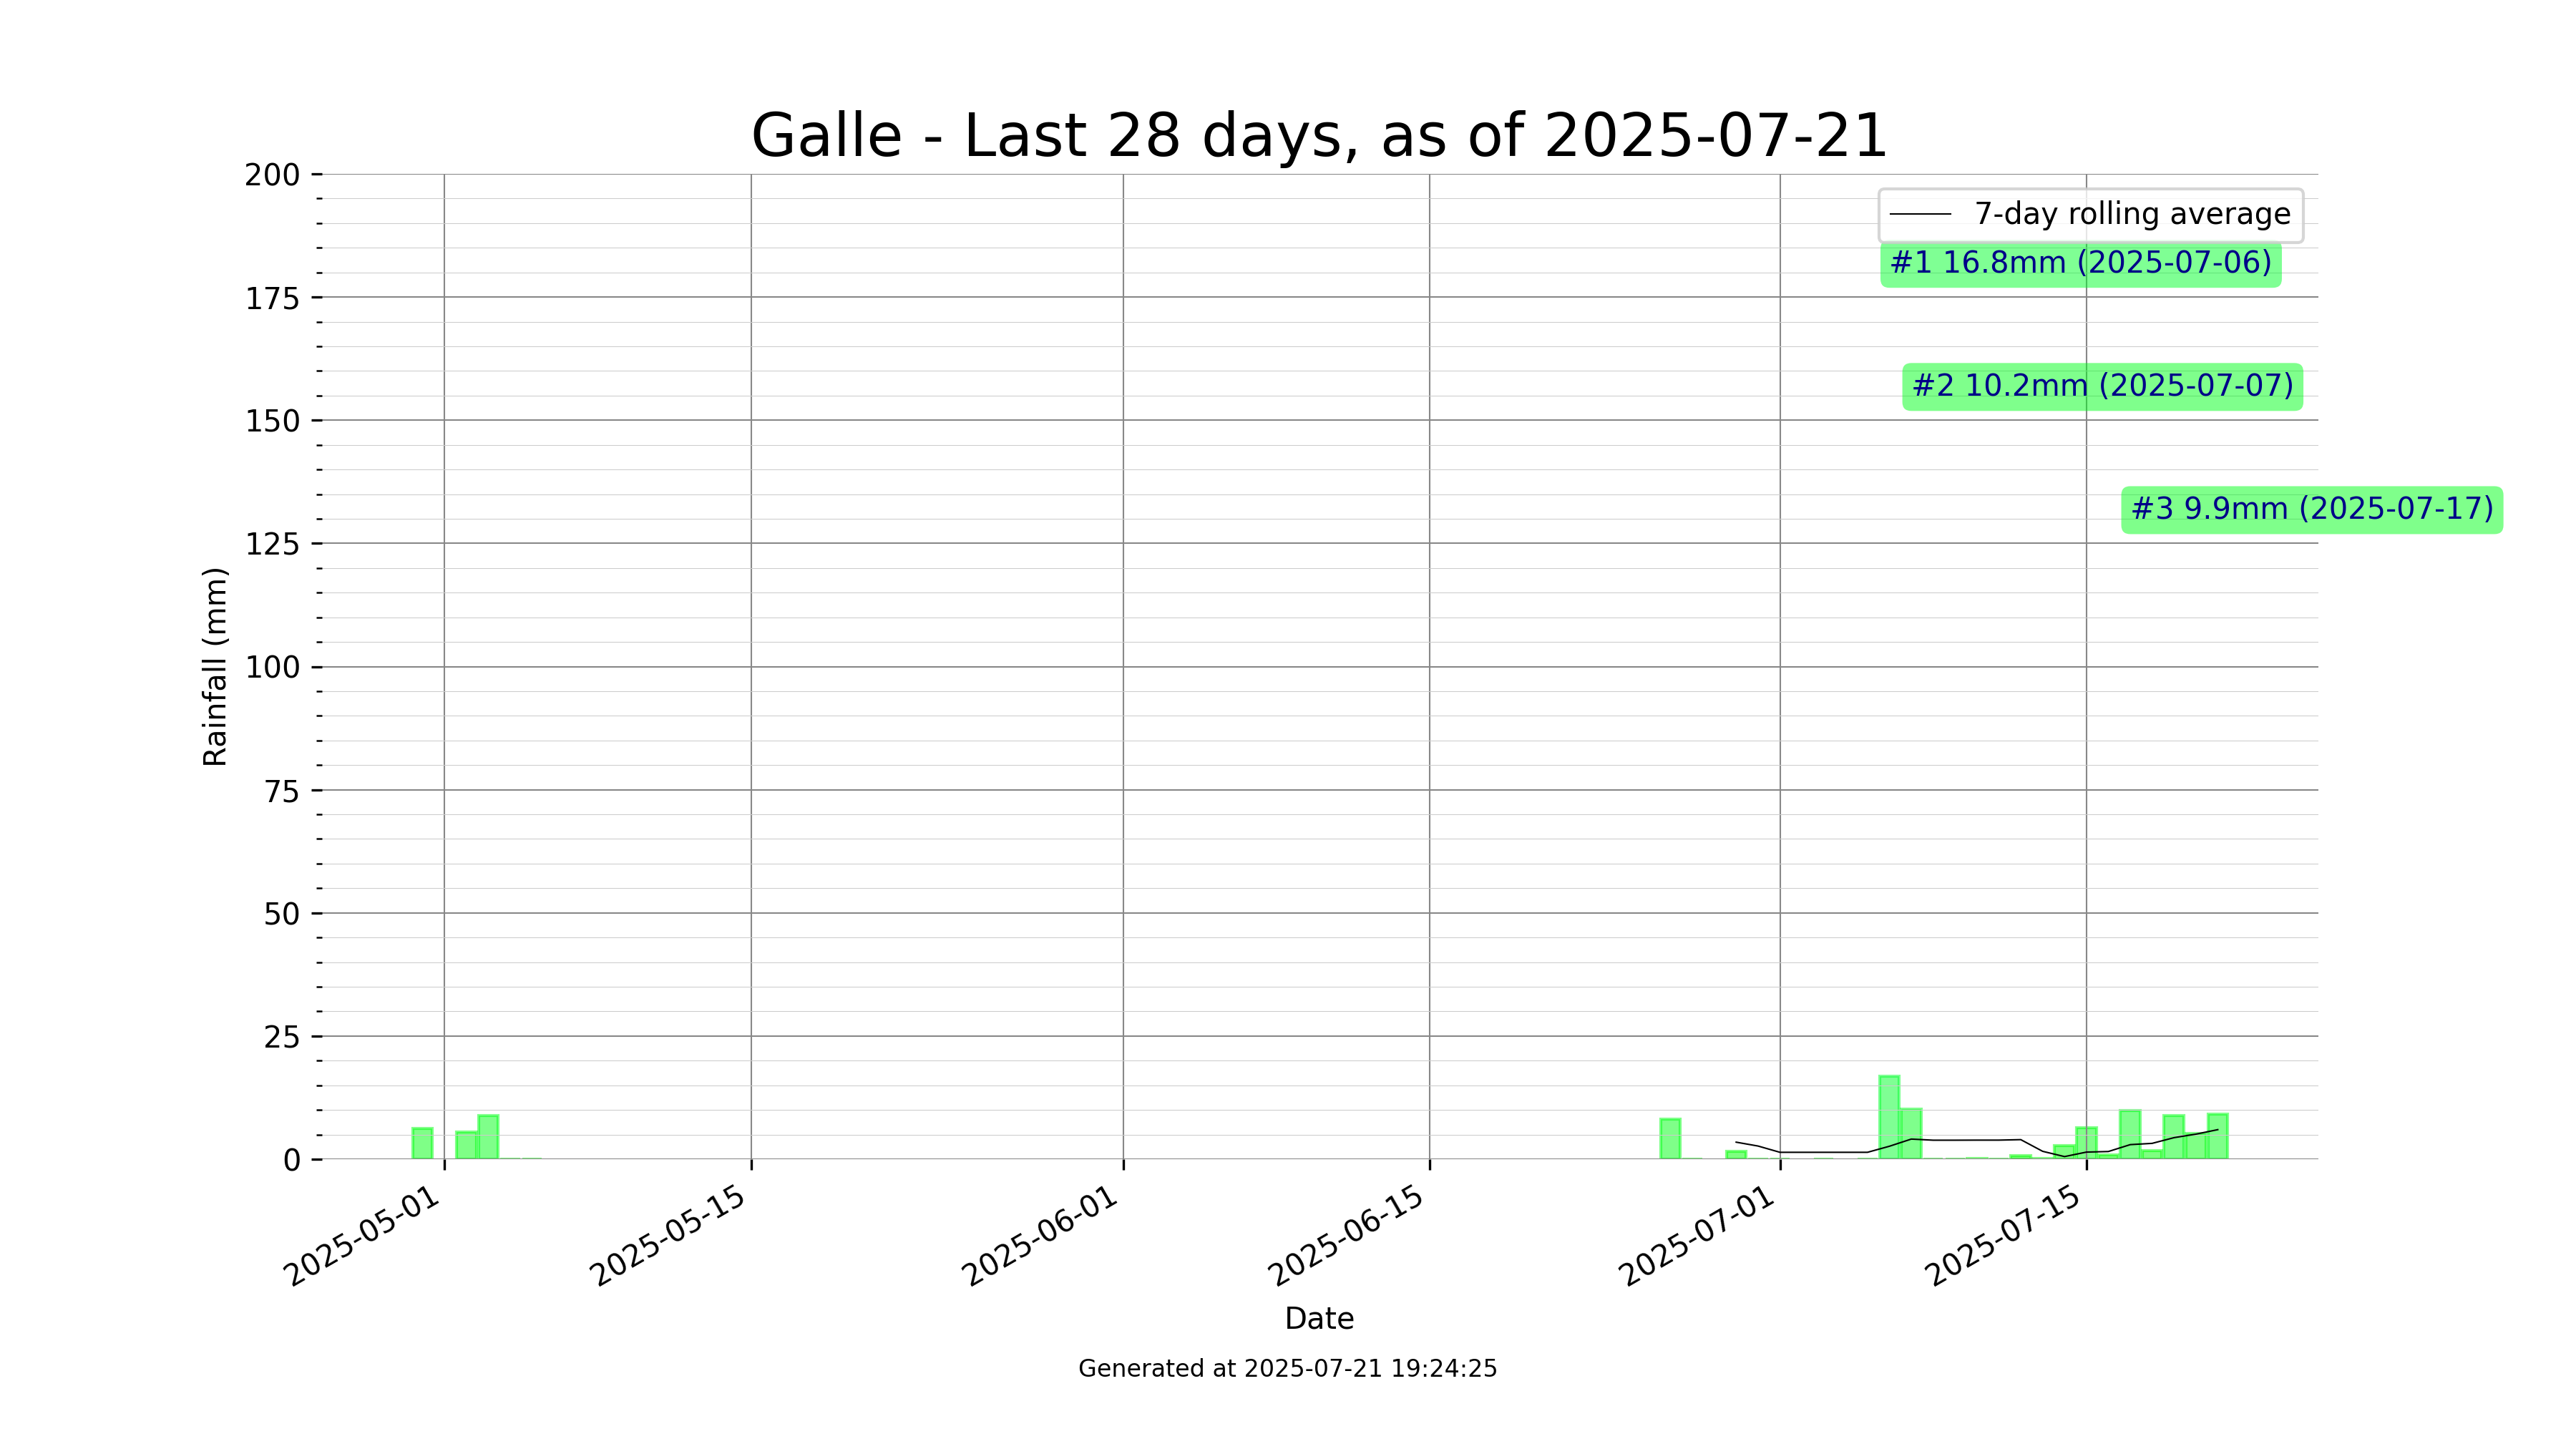 Galle - Last 28 days, as of 2025-07-21
200
175
150
125
100
75
50
25
0
Rainfall (mm)
7-day rolling average
#1 16.8mm (2025-07-06)
#2 10.2mm (2025-07-07)
#3 9.9mm (2025-07-17)
2025-05-01
2025-05-15
2025-06-01
2025-06-15
2025-07-01
2025-07-15
Date
Generated at 2025-07-21 19:24:25